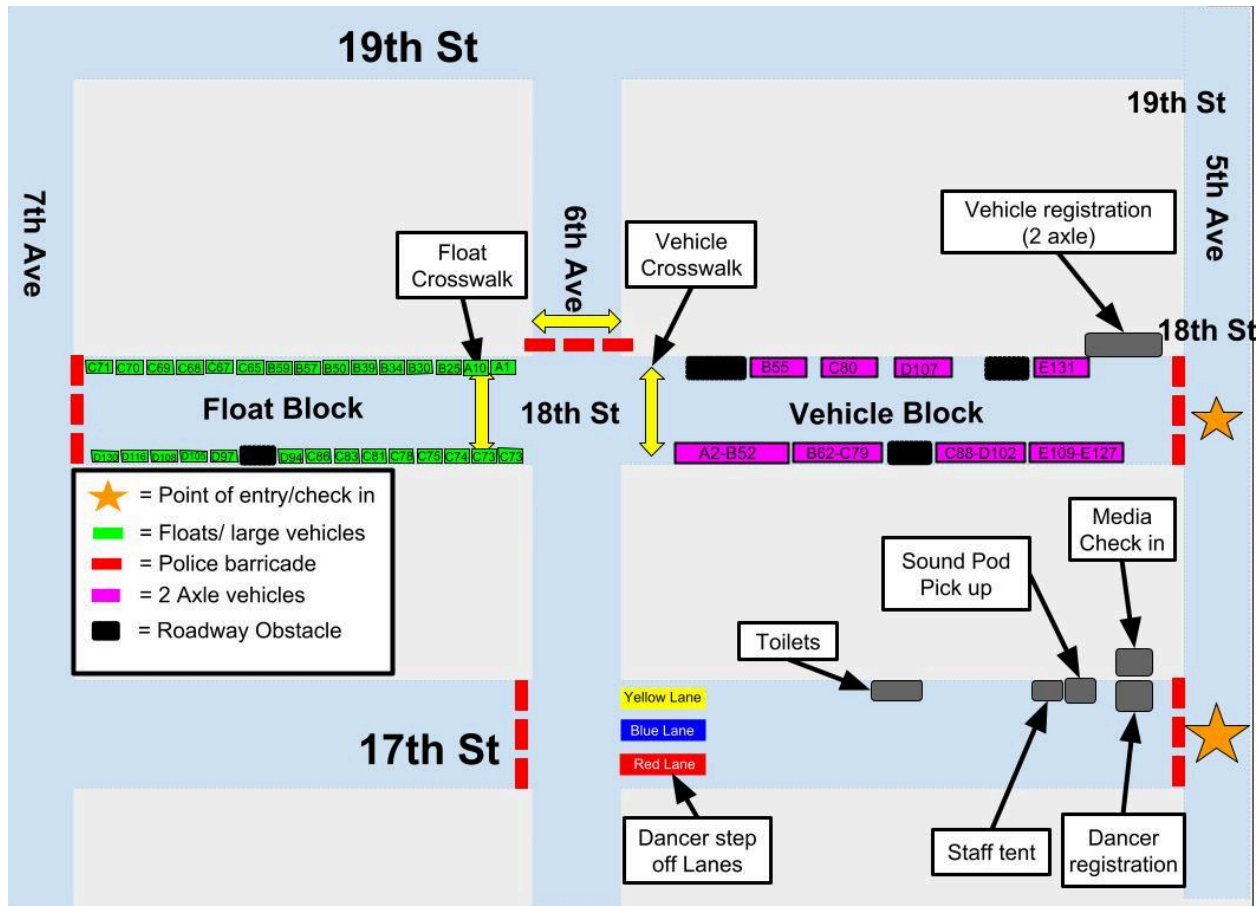 19th St
19th St
7th Ave
6th Ave
5th Ave
Float
Crosswalk
Vehicle
Crosswalk
Vehicle registration
(2 axle)
18th St
C71 C70 C69 C68 C67 C65 B59 B57 B50 B39 B34 B30 B25 A10 A1
B55 C80 D107 E131
Float Block
18th St
Vehicle Block
D130 D116 D108 D105 D97 D94 C86 C83 C81 C78 C75 C74 C73 C73
A2-B52 B62-C79 C88-D102 E109-E127
= Point of entry/check in
= Floats/ large vehicles
= Police barricade
= 2 Axle vehicles
= Roadway Obstacle
Media
Check in
Sound Pod
Pick up
Toilets
Yellow Lane
Blue Lane
Red Lane
17th St
Dancer step
off Lanes
Staff tent
Dancer
registration